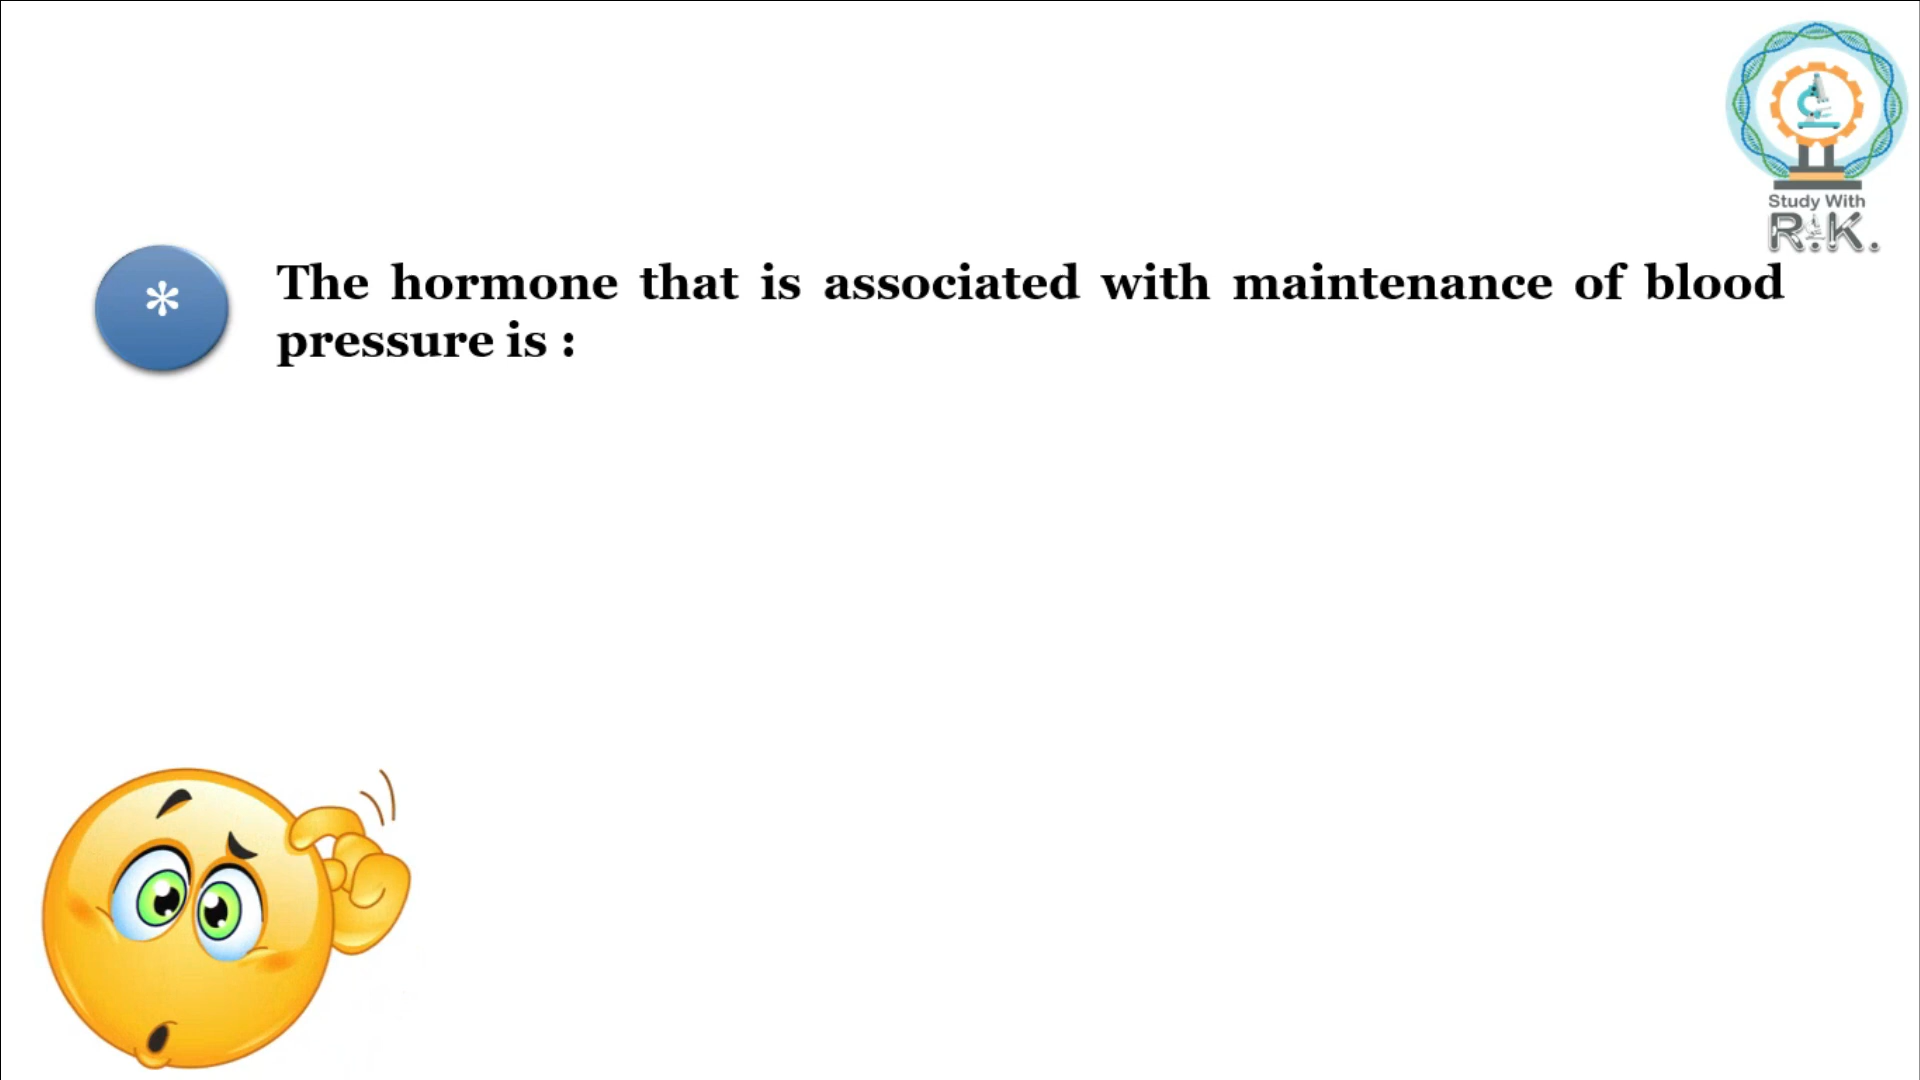 Study With
R.K.
*
The hormone that is associated with maintenance of blood
pressure is :